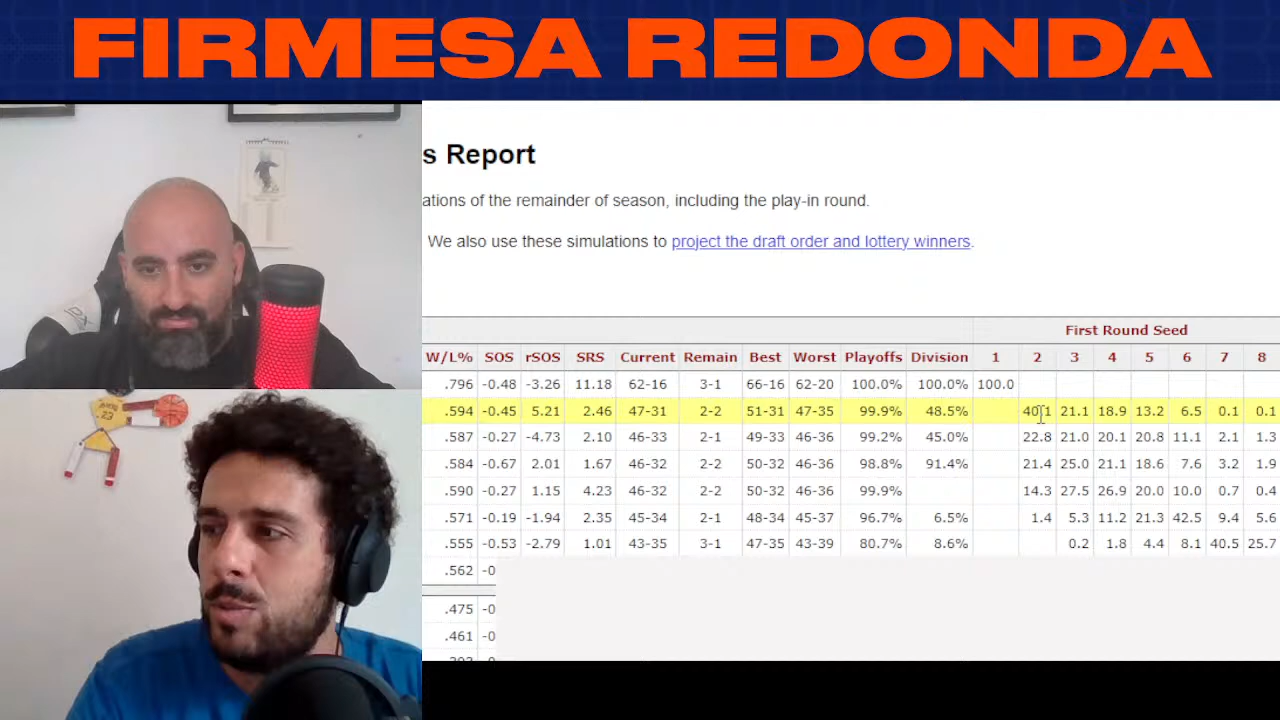 FIRMESA REDONDA
s Report
ations of the remainder of season, including the play-in round.
We also use these simulations to project the draft order and lottery winners.
First Round Seed
W/L% SOS rSOS SRS Current Remain Best Worst Playoffs Division 1 2 3 4 5 6 7 8
.796 -0.48 -3.26 11.18 62-16 3-1 66-16 62-20 100.0% 100.0% 100.0
.594 -0.45 5.21 2.46 47-31 2-2 51-31 47-35 99.9% 48.5% 40.1 21.1 18.9 13.2 6.5 0.1 0.1
.587 -0.27 -4.73 2.10 46-33 2-1 49-33 46-36 99.2% 45.0% 22.8 21.0 20.1 20.8 11.1 2.1 1.3
.584 -0.67 2.01 1.67 46-32 2-2 50-32 46-36 98.8% 91.4% 21.4 25.0 21.1 18.6 7.6 3.2 1.9
.590 -0.27 1.15 4.23 46-32 2-2 50-32 46-36 99.9% 14.3 27.5 26.9 20.0 10.0 0.7 0.4
.571 -0.19 -1.94 2.35 45-34 2-1 48-34 45-37 96.7% 6.5% 1.4 5.3 11.2 21.3 42.5 9.4 5.6
.555 -0.53 -2.79 1.01 43-35 3-1 47-35 43-39 80.7% 8.6% 0.2 1.8 4.4 8.1 40.5 25.7
.562 -0
.475 -0
.461 -0
23